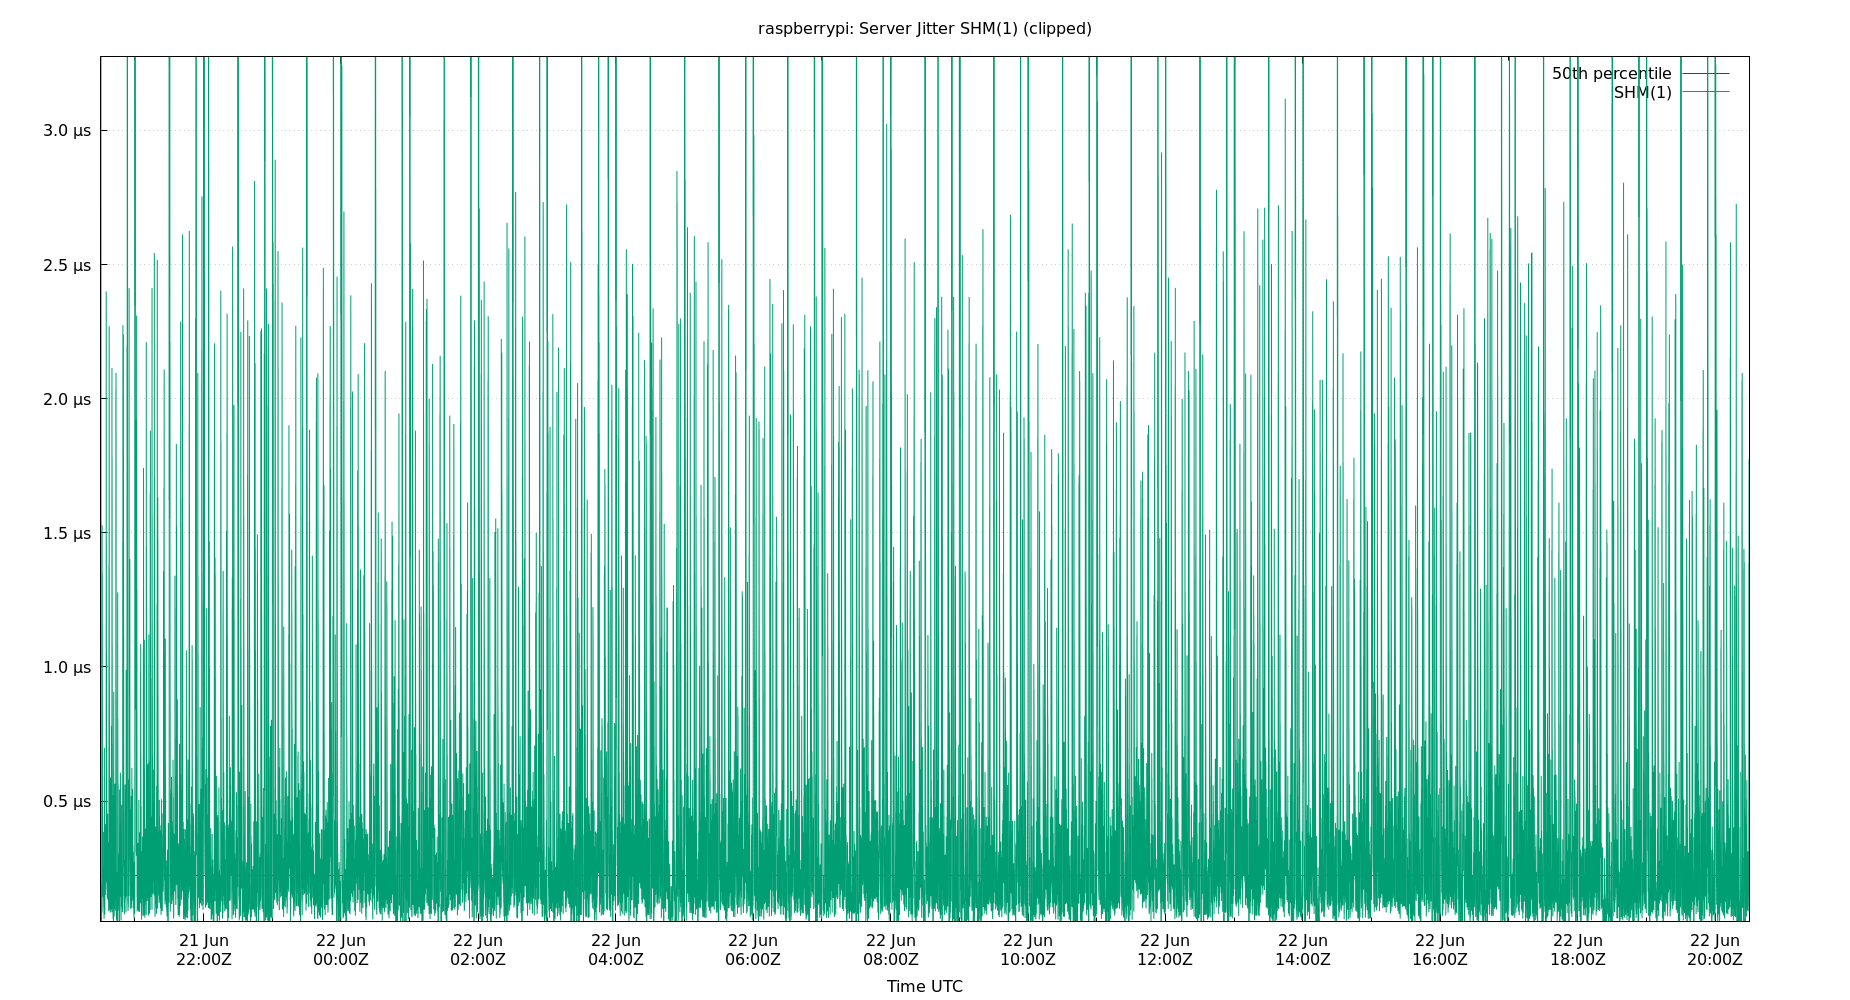 raspberrypi: Server Jitter SHM(1) (clipped)
50th percentile
SHM(1)
3.0 μs
2.5 μs
2.0 μs
1.5 μs
1.0 μs
0.5 μs
21 Jun 22 Jun 22 Jun 22 Jun 22 Jun 22 Jun 22 Jun 22 Jun 22 Jun 22 Jun 22 Jun 22 Jun
22:00Z 00:00Z 02:00Z 04:00Z 06:00Z 08:00Z 10:00Z 12:00Z 14:00Z 16:00Z 18:00Z 20:00Z
Time UTC